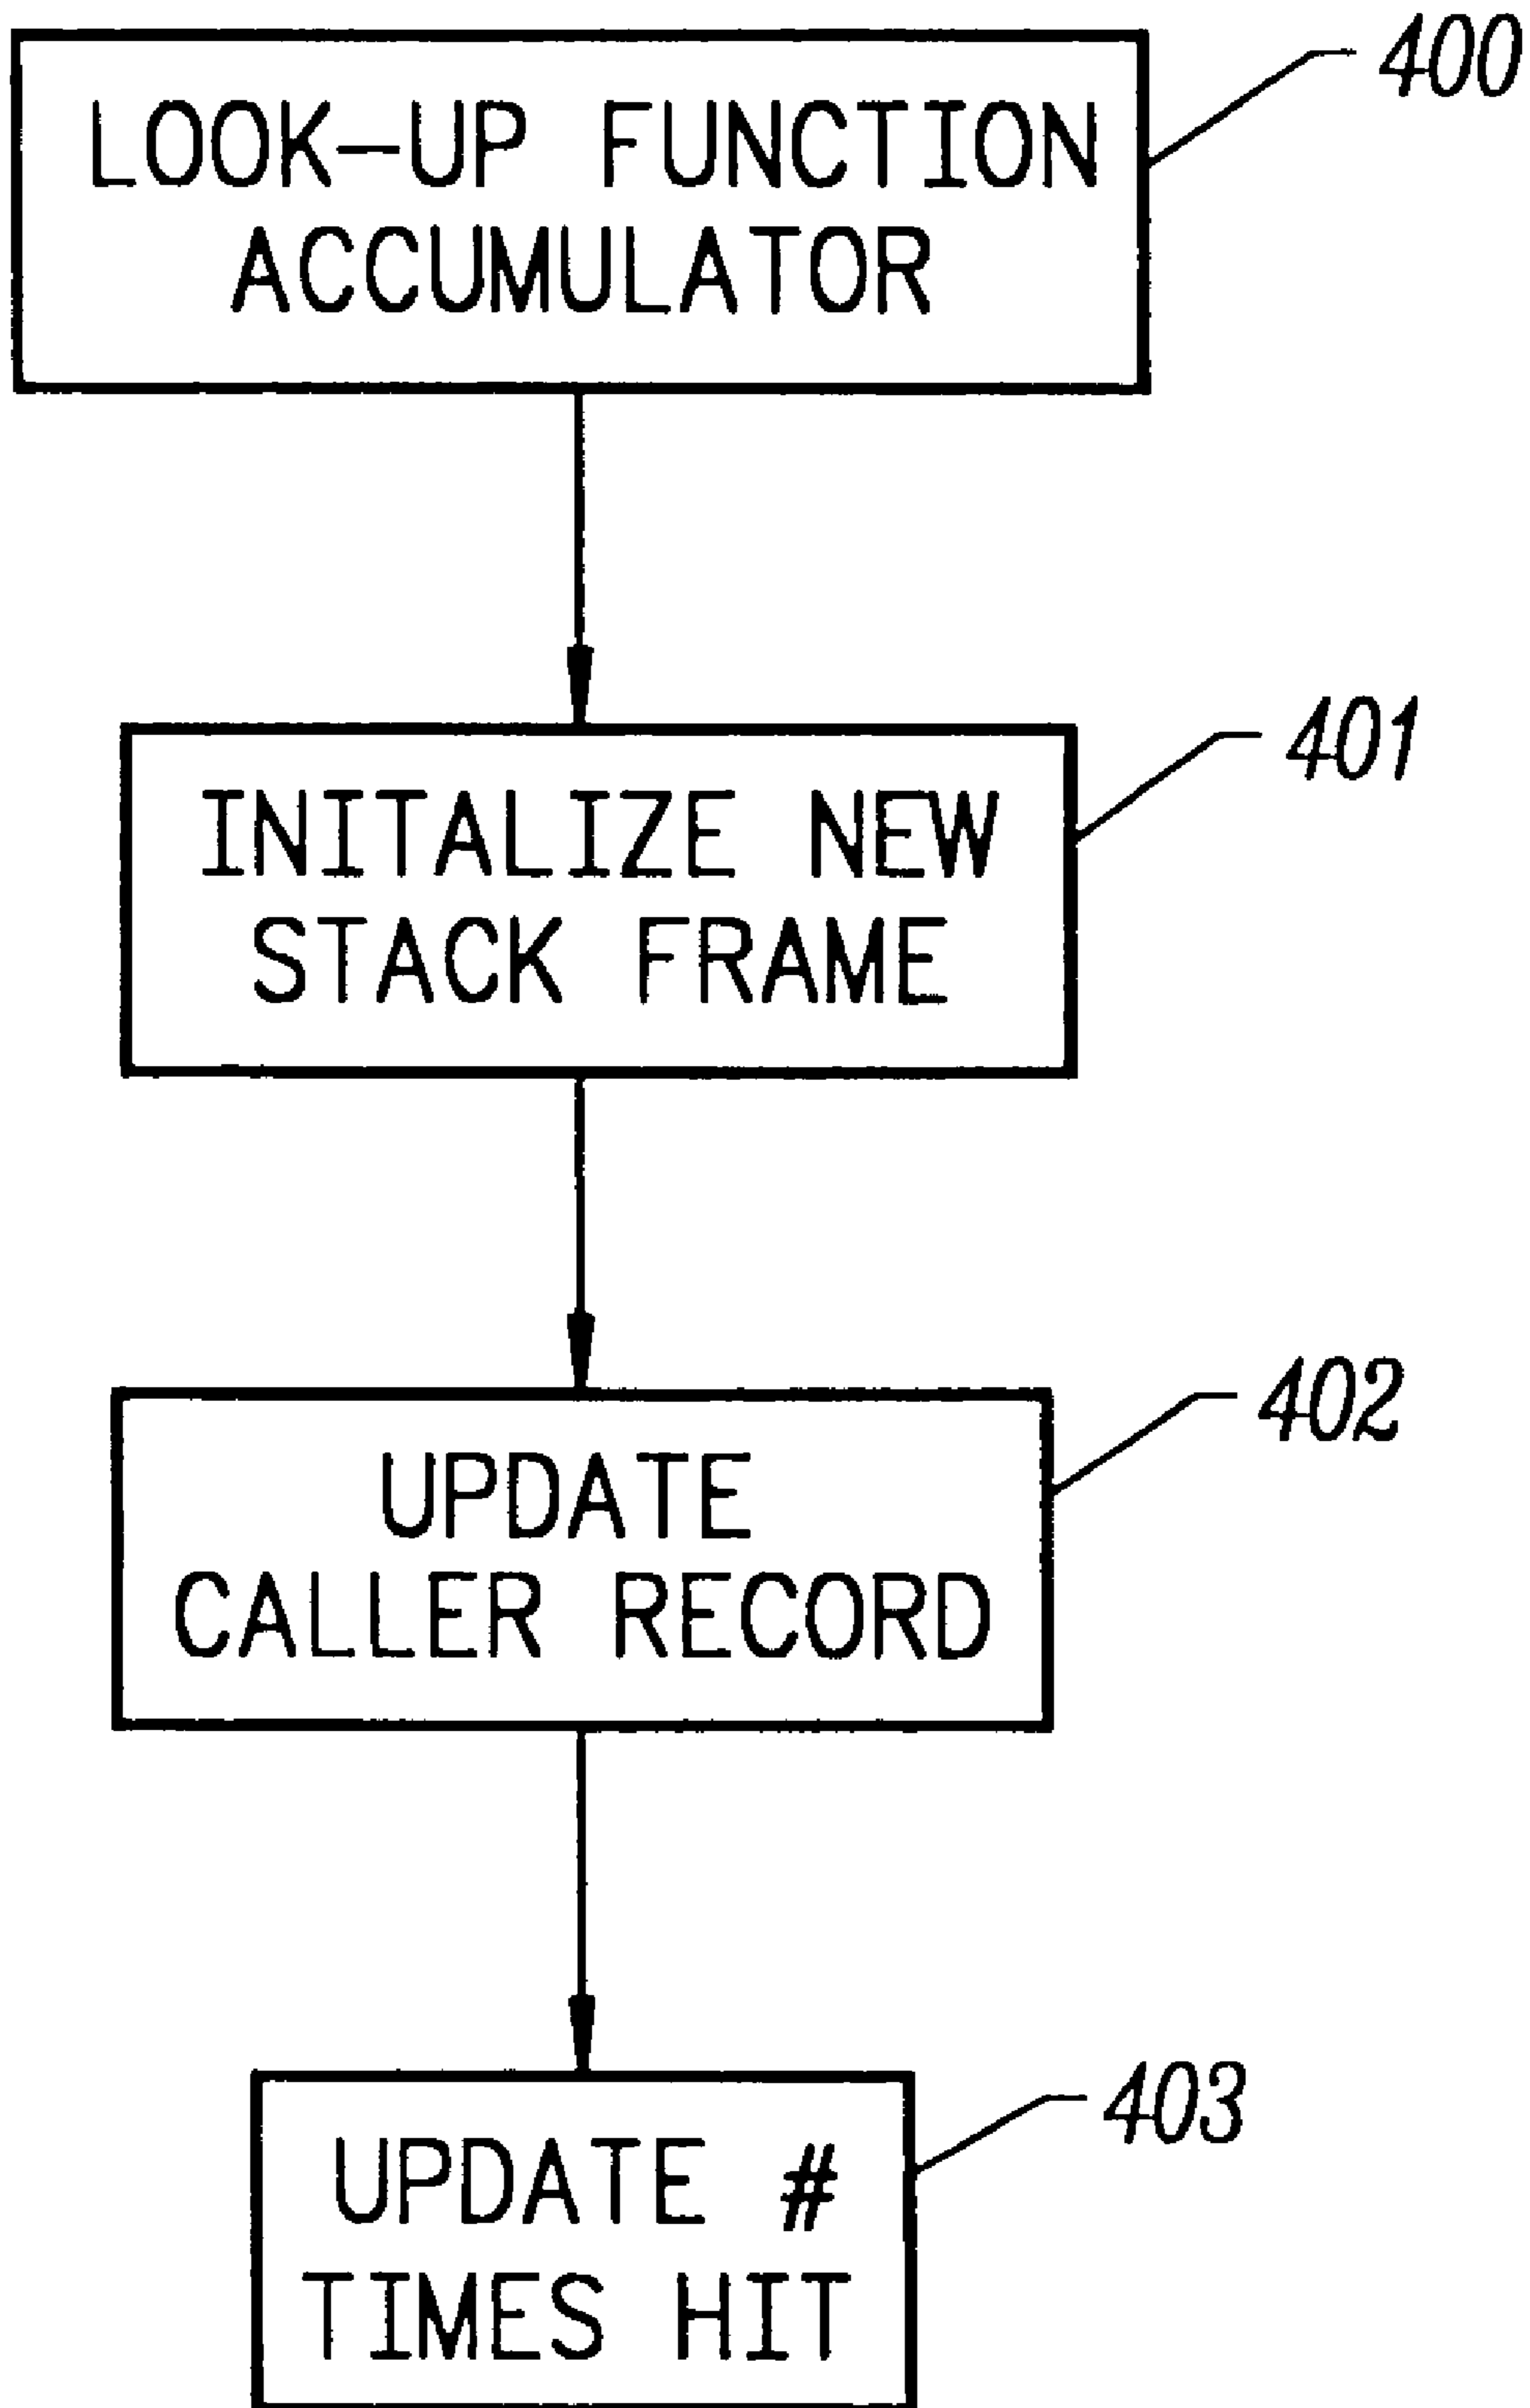 400
LOOK-UP FUNCTION
ACCUMULATOR
401
INITALIZE NEW
STACK FRAME
402
UPDATE
CALLER RECORD
403
UPDATE #
TIMES HIT